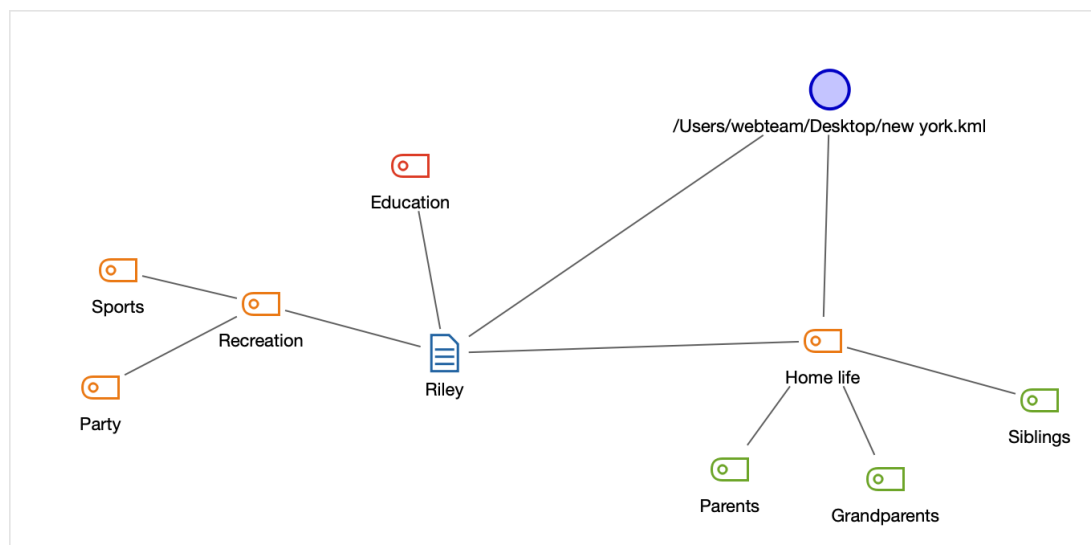 /Users/webteam/Desktop/new york.kml
Education
Sports
Recreation
Riley
Home life
Party
Siblings
Parents
Grandparents